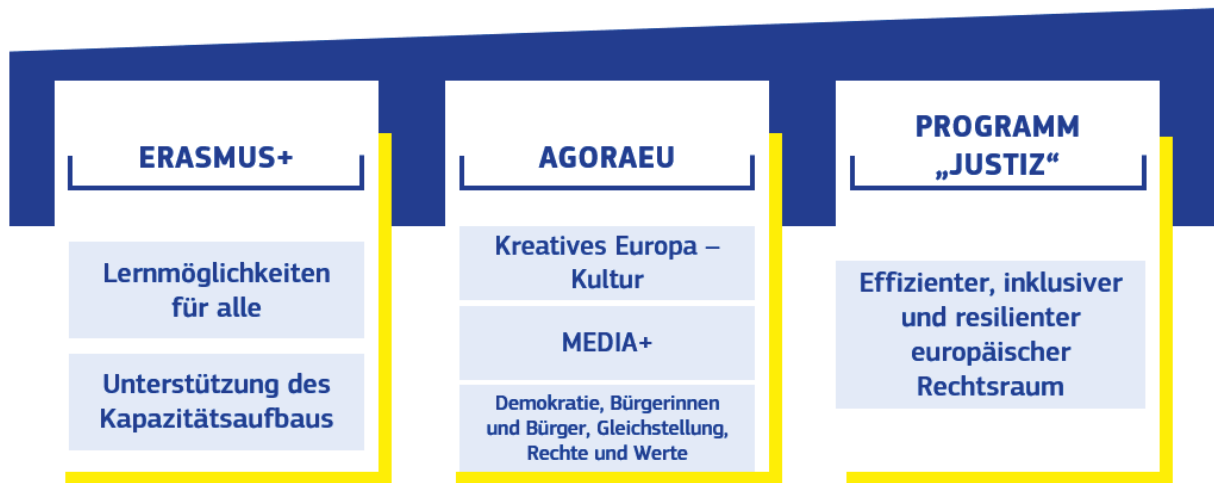 ERASMUS+
Lernmöglichkeiten
für alle
Unterstützung des
Kapazitätsaufbaus
AGORAEU
Kreatives Europa –
Kultur
MEDIA+
Demokratie, Bürgerinnen
und Bürger, Gleichstellung,
Rechte und Werte
PROGRAMM
„JUSTIZ“
Effizienter, inklusiver
und resilienter
europäischer
Rechtsraum